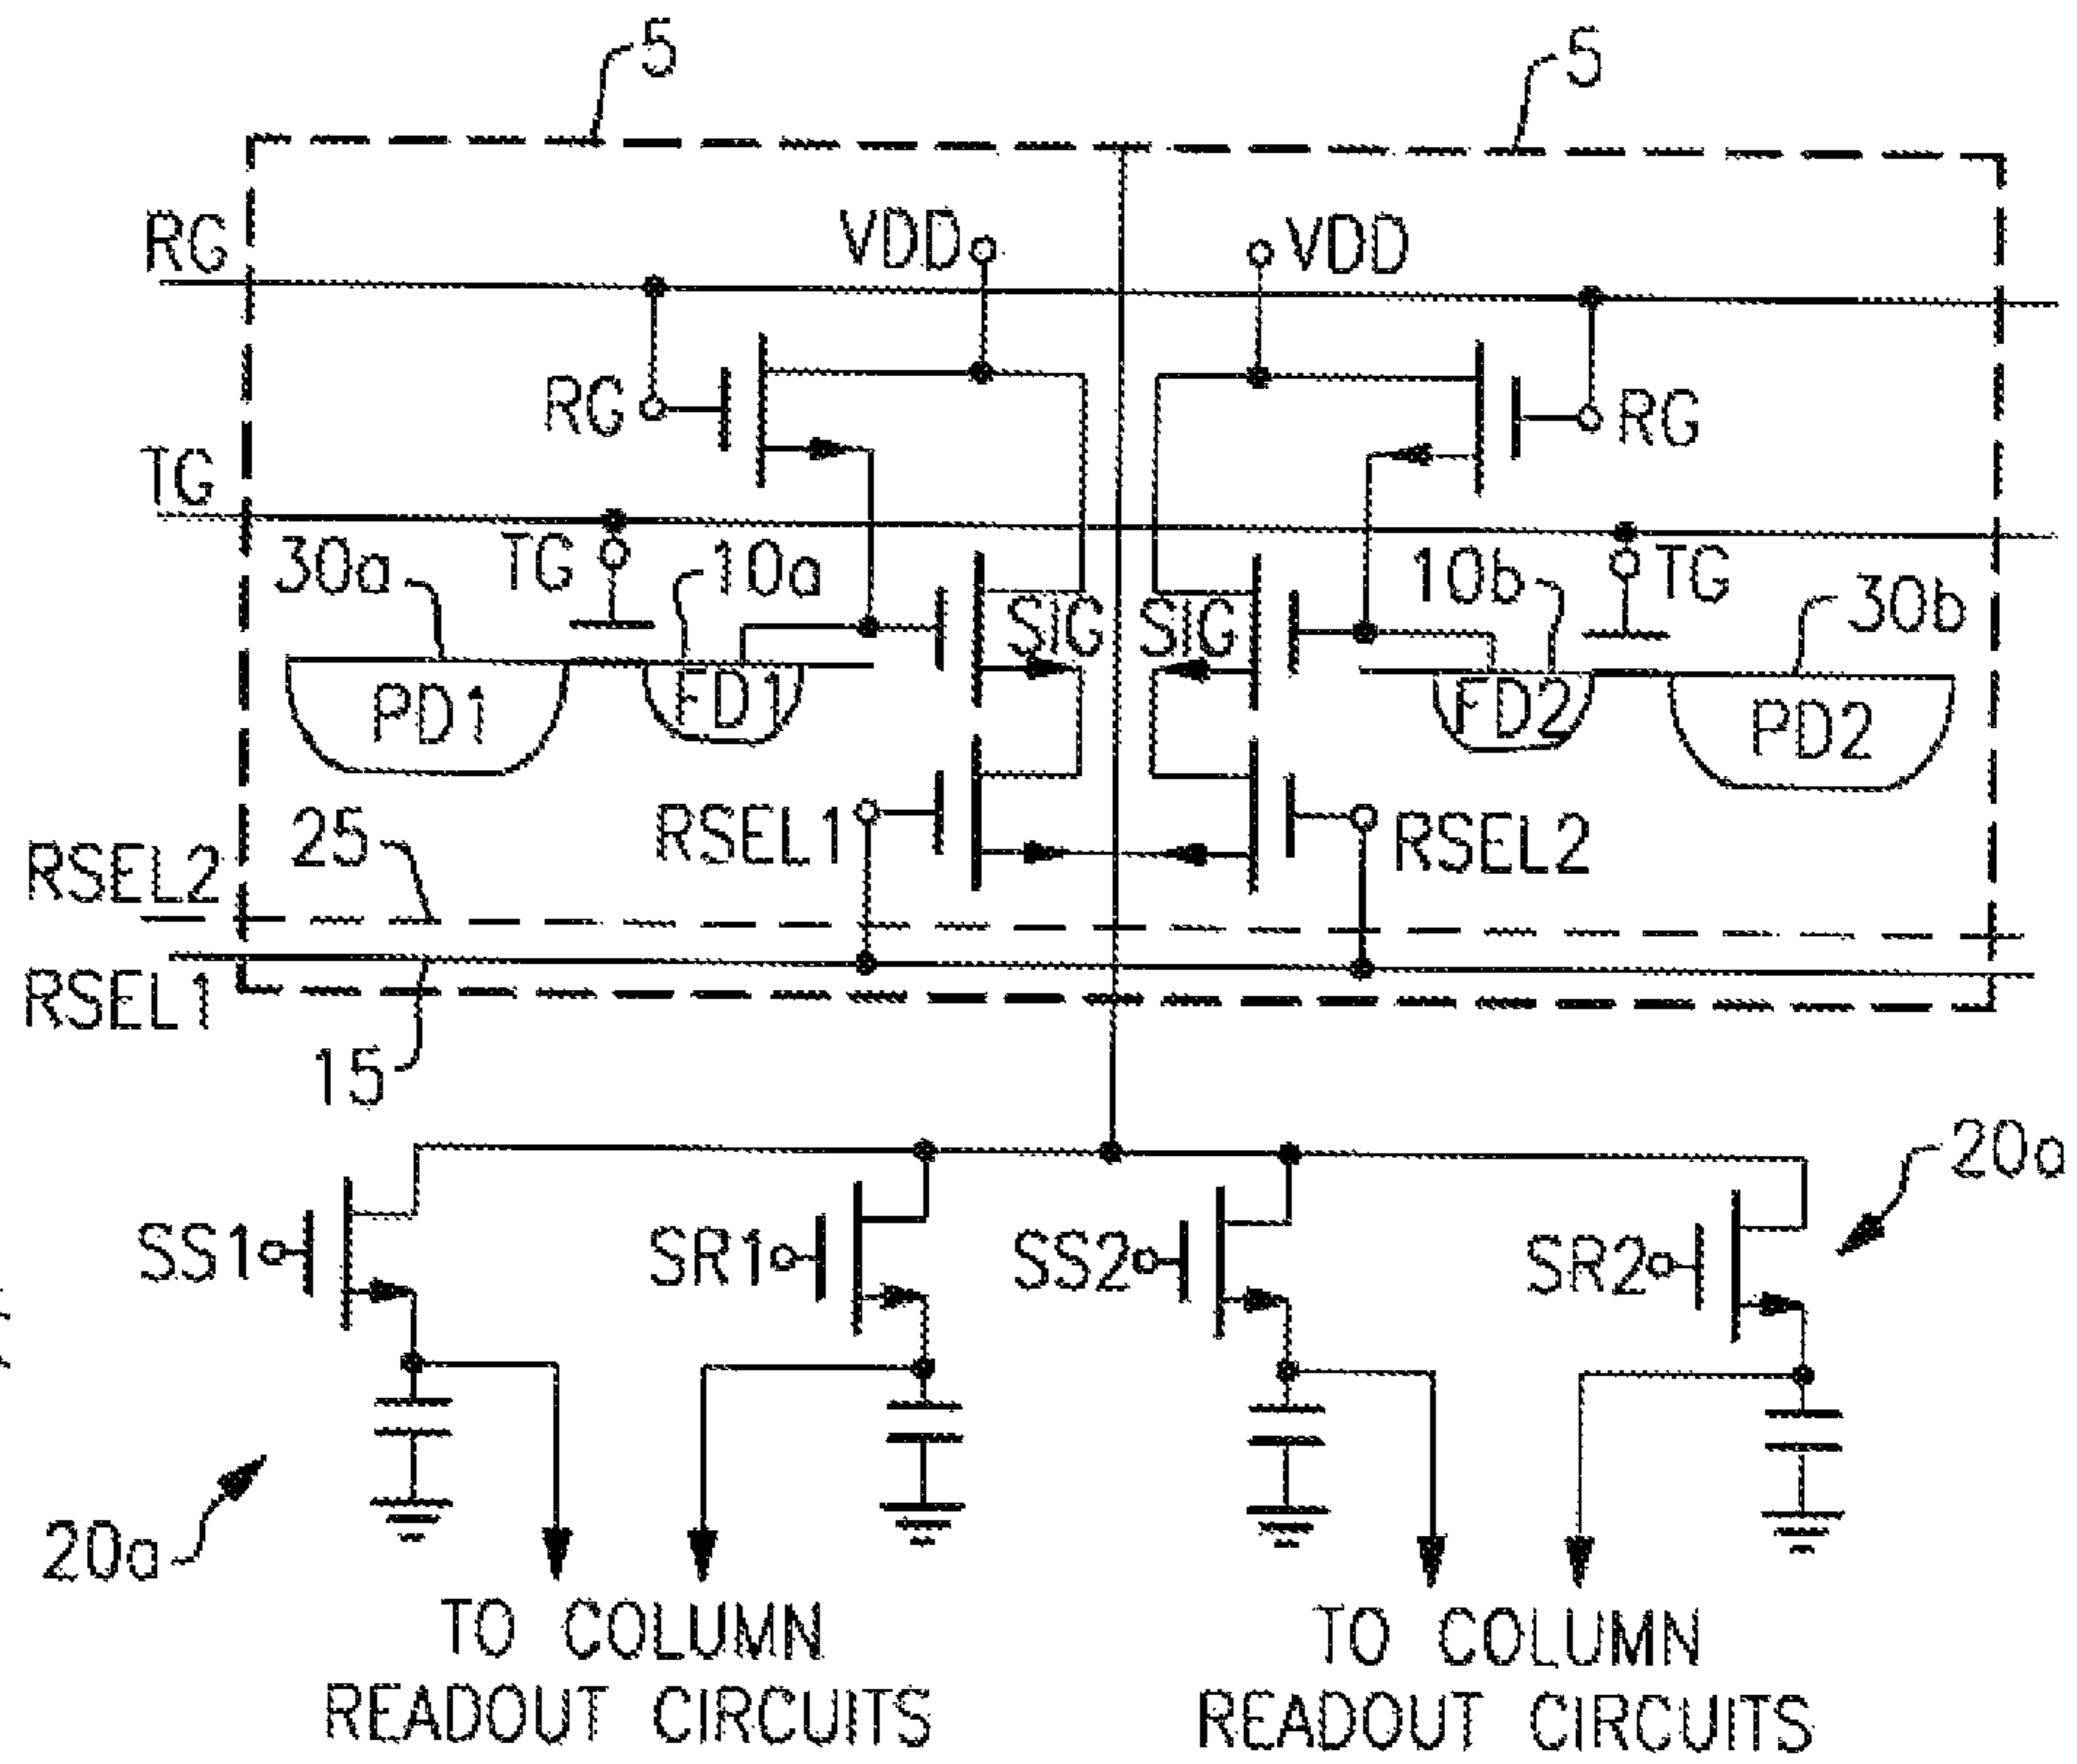 5
5
RG
VDD
VDD
RG
RG
TG
30a
TG
10a
SIG
SIG
10b
TG
30b
PD1
FD1
FD2
PD2
RSEL1
RSEL2
RSEL2
25
RSEL1
15
20a
SS1
SR1
SS2
SR2
20a
TO COLUMN
READOUT CIRCUITS
TO COLUMN
READOUT CIRCUITS